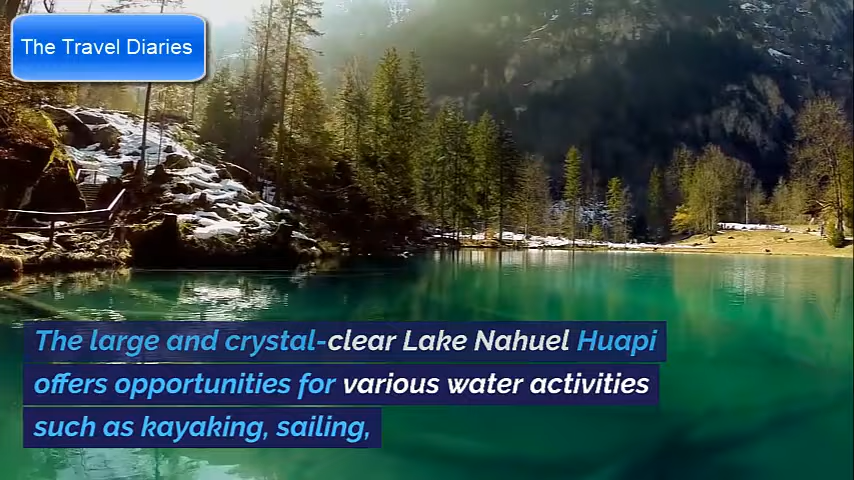 The Travel Diaries
The large and crystal-clear Lake Nahuel Huapi
offers opportunities for various water activities
such as kayaking, sailing,